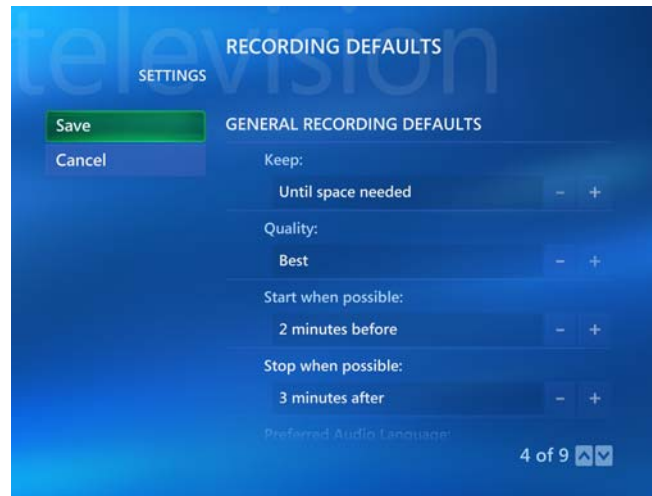 television
RECORDING DEFAULTS
SETTINGS
Save
Cancel
GENERAL RECORDING DEFAULTS
Keep:
Until space needed - +
Quality:
Best - +
Start when possible:
2 minutes before - +
Stop when possible:
3 minutes after - +
Preferred Audio Language:
4 of 9